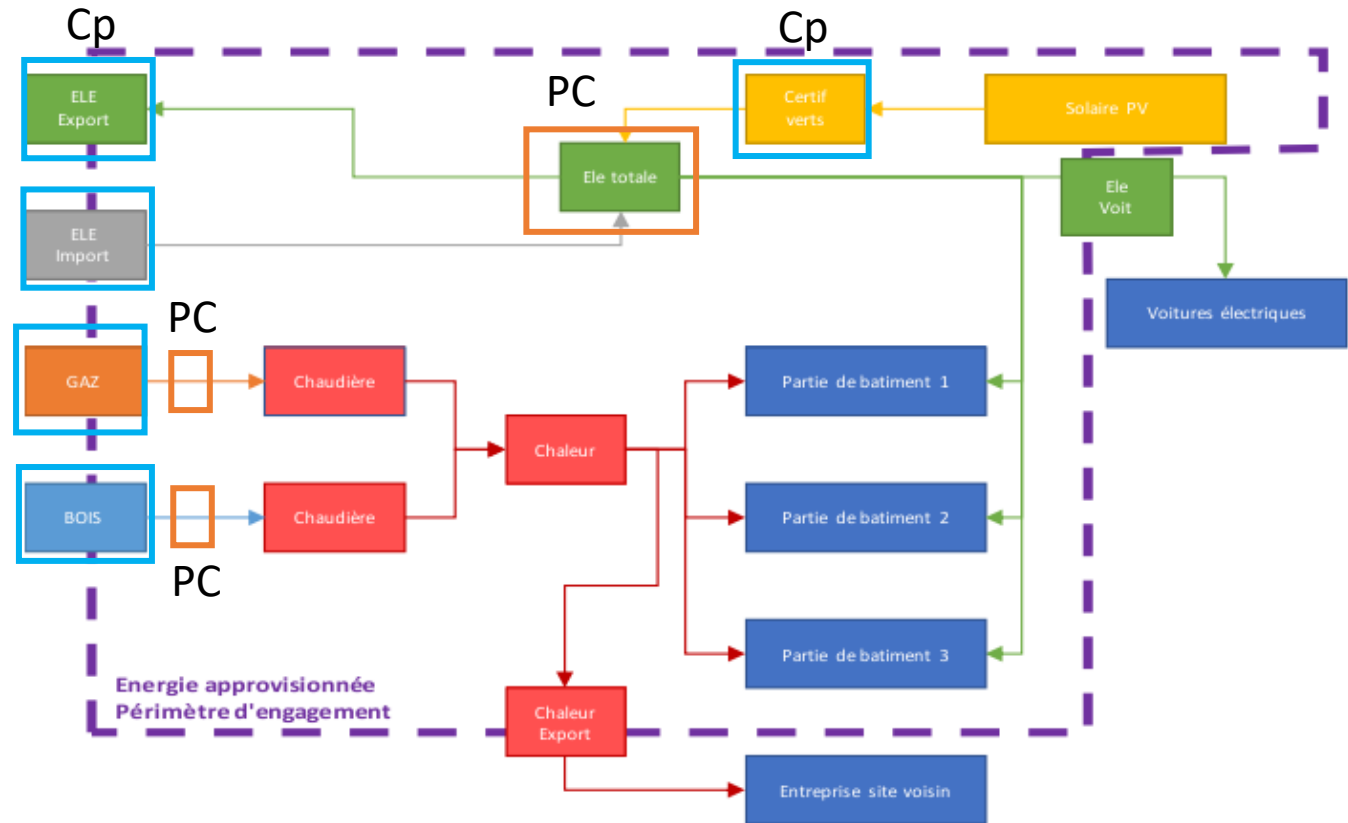 Cp
Cp
ELE
Export
PC
Certif
verts
Solaire PV
Ele totale
Ele
Voit
ELE
Import
Voitures électriques
PC
GAZ
Chaudière
Partie de batiment 1
Chaleur
BOIS
Chaudière
Partie de batiment 2
PC
Partie de batiment 3
Energie approvisionnée
Périmètre d'engagement
Chaleur
Export
Entreprise site voisin